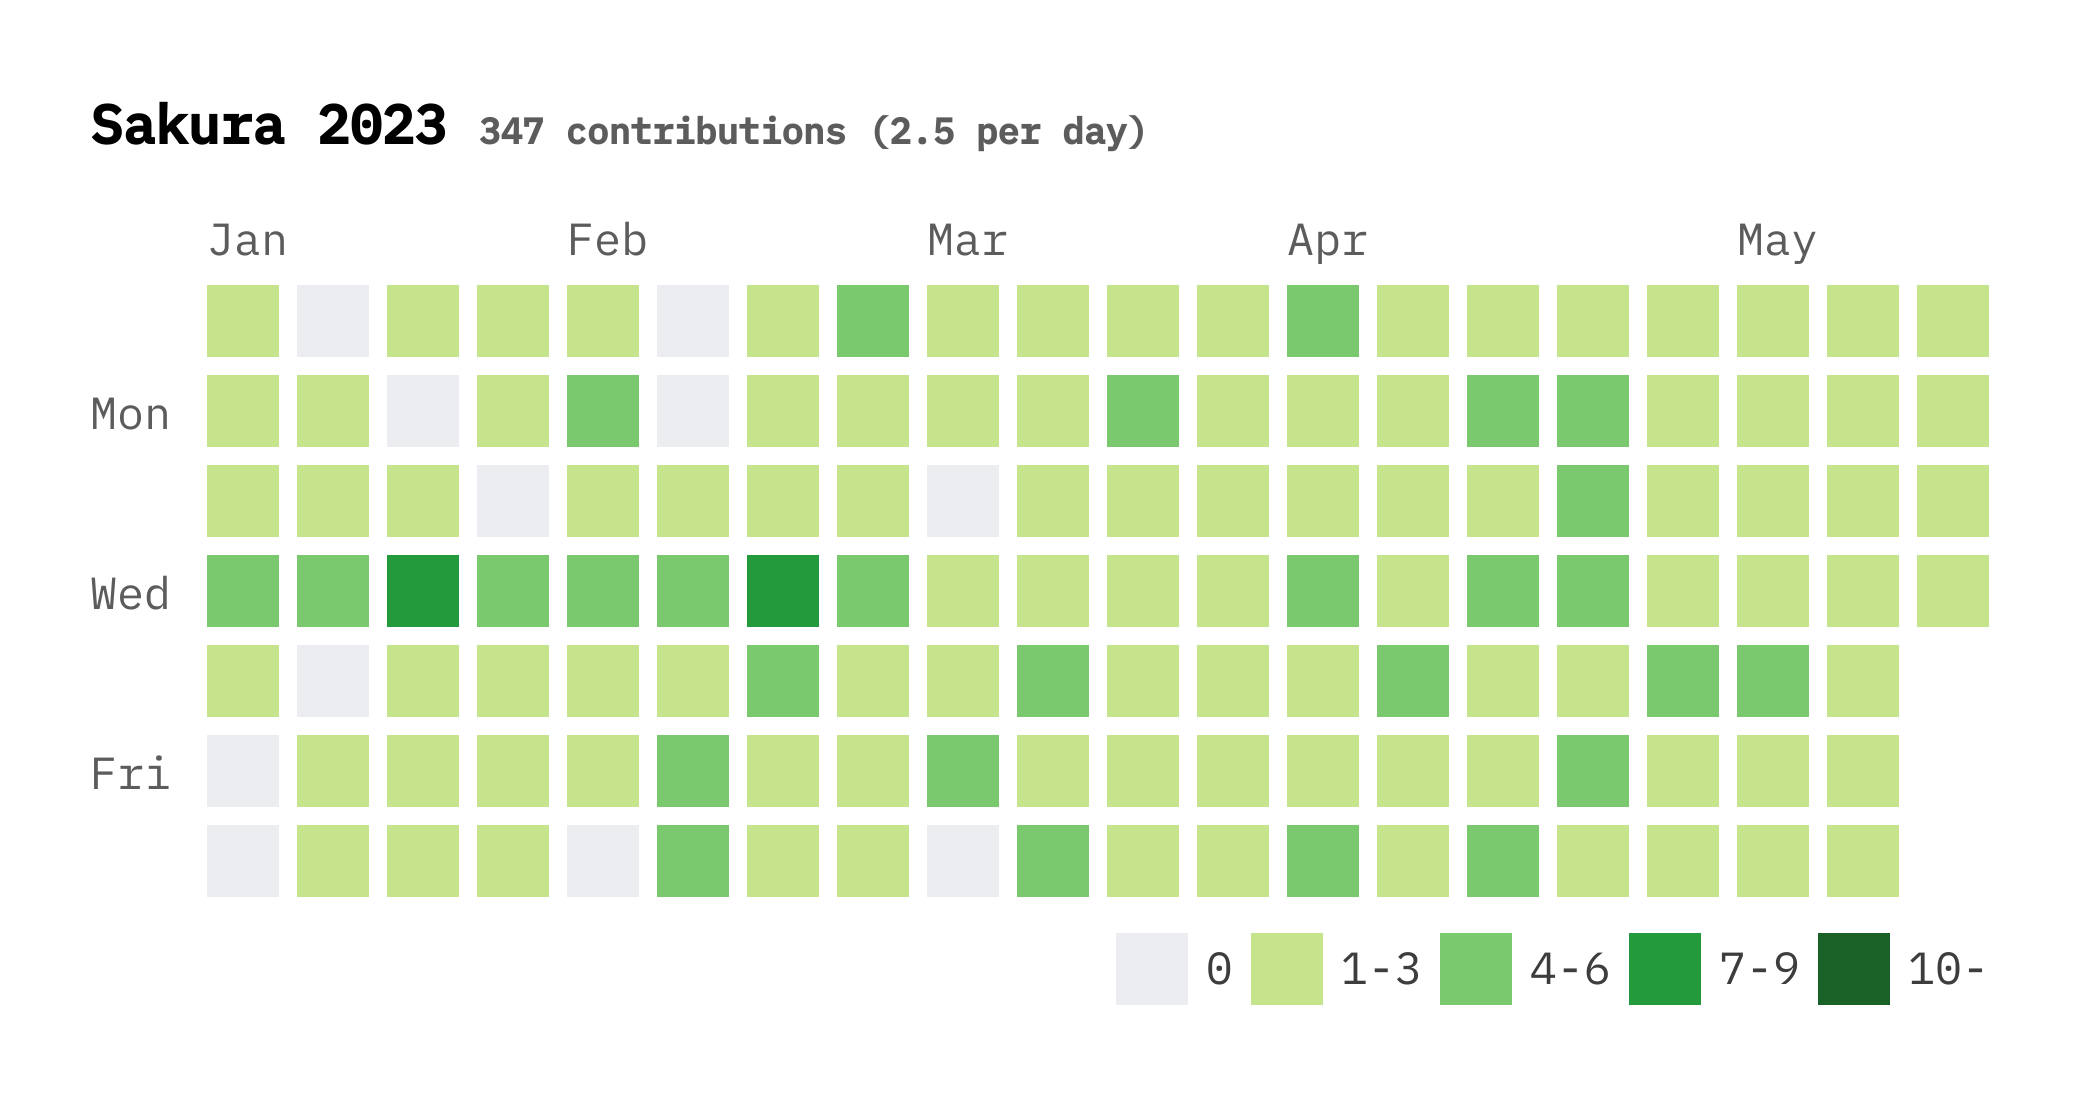 Sakura 2023 347 contributions (2.5 per day)
Jan Feb Mar Apr May
Mon
Wed
Fri
0 1-3 4-6 7-9 10-